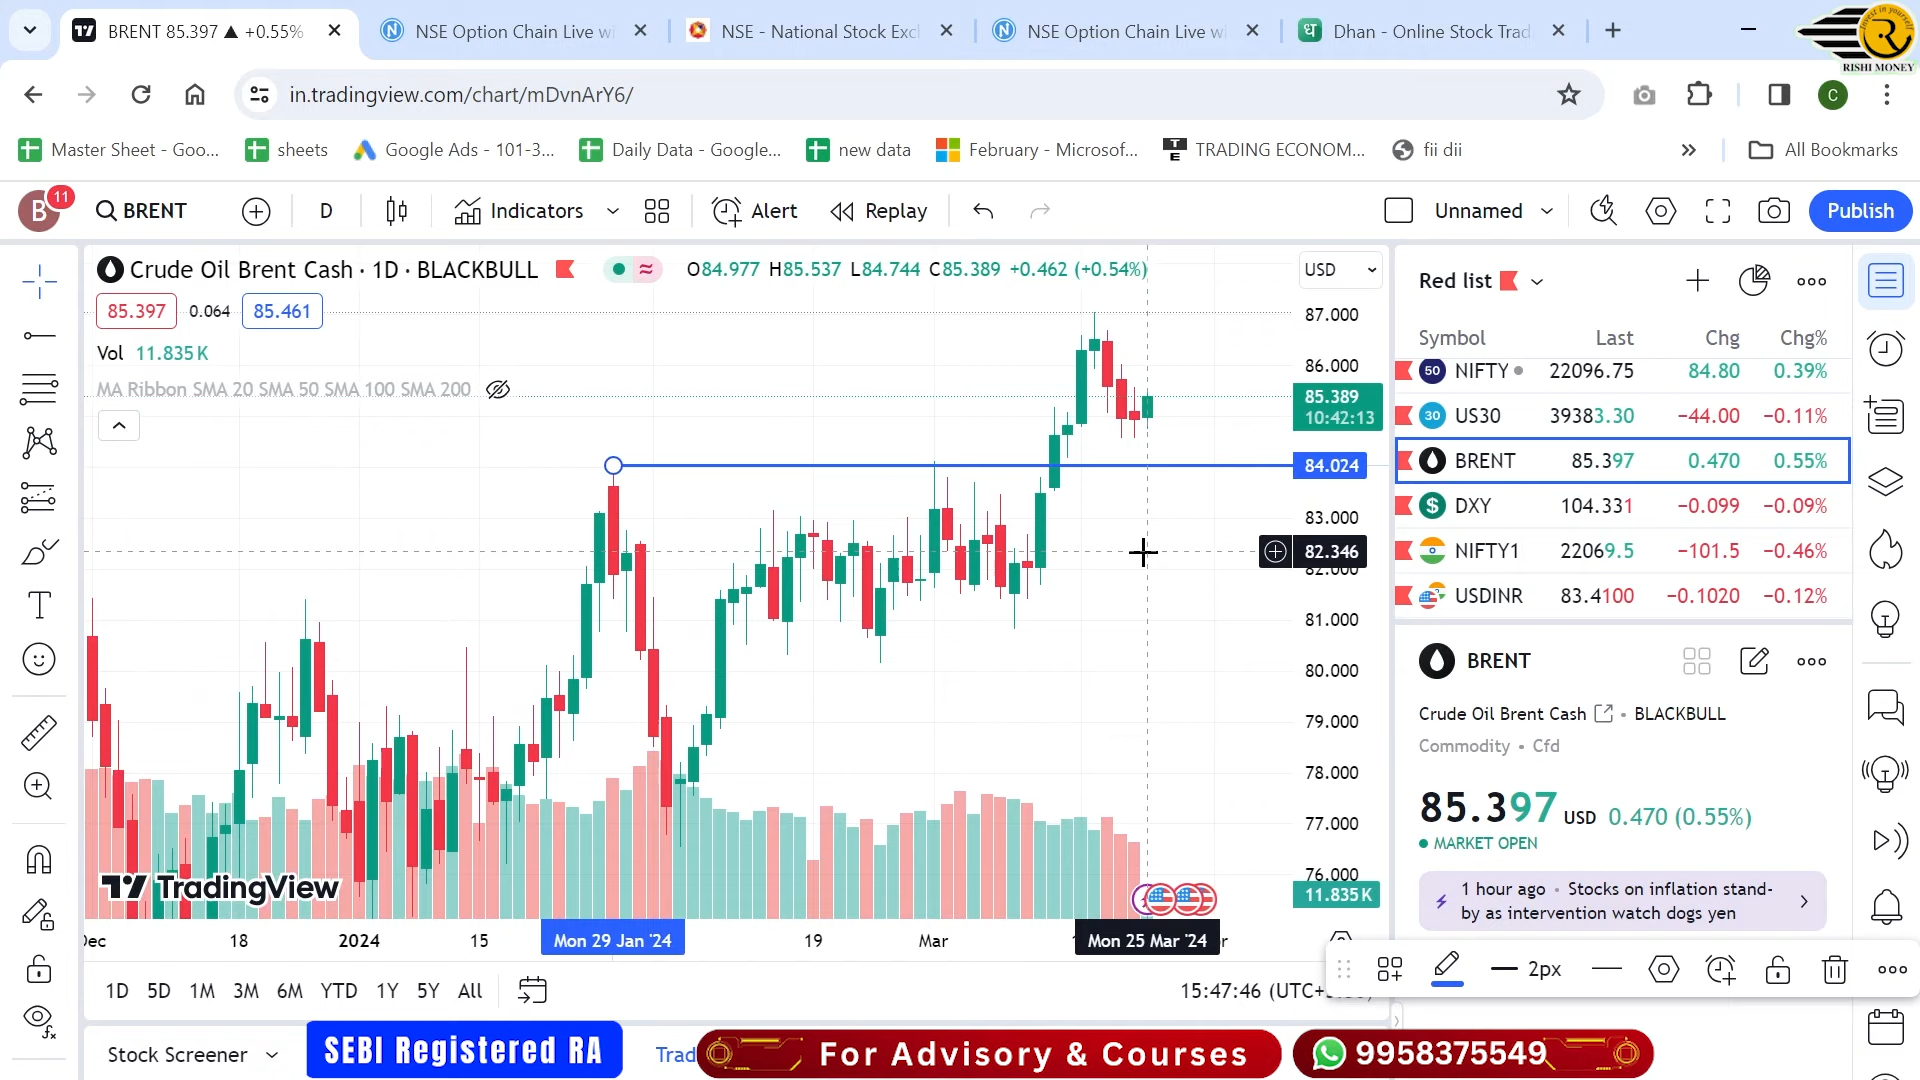 BRENT 85.397 ▲ +0.55%
NSE Option Chain Live wi
NSE - National Stock Exc
NSE Option Chain Live wi
Dhan - Online Stock Trad
RISHI MONEY
in.tradingview.com/chart/mDvnArY6/
C
Master Sheet - Goo...
sheets
Google Ads - 101-3...
Daily Data - Google...
new data
February - Microsof...
TRADING ECONOM...
fii dii
All Bookmarks
B 11
BRENT
D
Indicators
Alert
Replay
Unnamed
Publish
Crude Oil Brent Cash · 1D · BLACKBULL
O84.977 H85.537 L84.744 C85.389 +0.462 (+0.54%)
USD
85.397 0.064 85.461
Vol 11.835K
MA Ribbon SMA 20 SMA 50 SMA 100 SMA 200
87.000
86.000
85.389
10:42:13
84.024
83.000
82.346
82.000
81.000
80.000
79.000
78.000
77.000
76.000
11.835K
TradingView
Dec 18 2024 15 Mon 29 Jan '24 19 Mar Mon 25 Mar '24
1D 5D 1M 3M 6M YTD 1Y 5Y All
15:47:46 (UTC+
Red list
Symbol Last Chg Chg%
50 NIFTY 22096.75 84.80 0.39%
30 US30 39383.30 −44.00 −0.11%
BRENT 85.397 0.470 0.55%
$ DXY 104.331 −0.099 −0.09%
NIFTY1 22069.5 −101.5 −0.46%
USDINR 83.4100 −0.1020 −0.12%
BRENT
Crude Oil Brent Cash • BLACKBULL
Commodity • Cfd
85.397 USD 0.470 (0.55%)
MARKET OPEN
1 hour ago • Stocks on inflation stand-
by as intervention watch dogs yen
2px
Stock Screener
SEBI Registered RA
Trad
For Advisory & Courses
9958375549